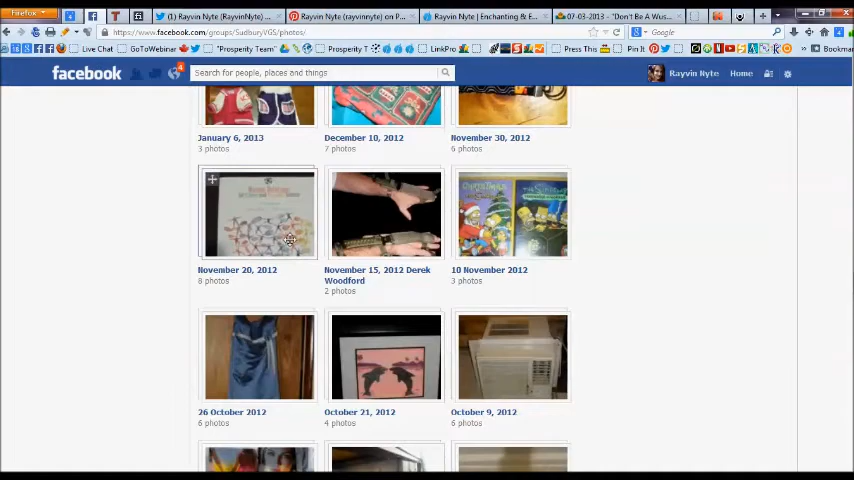 Firefox
(1) Rayvin Nyte (RayvinNyte) ...
Rayvin Nyte (rayvinnyte) on P...
Rayvin Nyte | Enchanting & E...
07-03-2013 - "Don't Be A Wus...
https://www.facebook.com/groups/SudburyVGS/photos/
Google
Live Chat
GoToWebinar
"Prosperity Team"
Prosperity T
LinkPro
Press This
Pin It
Bookmar
facebook
4
Search for people, places and things
Rayvin Nyte
Home
January 6, 2013
December 10, 2012
November 30, 2012
3 photos
7 photos
6 photos
November 20, 2012
November 15, 2012 Derek
Woodford
10 November 2012
8 photos
2 photos
3 photos
26 October 2012
October 21, 2012
October 9, 2012
6 photos
4 photos
6 photos